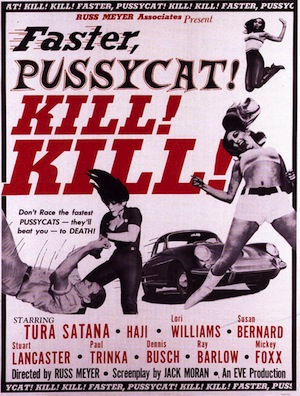 AT! KILL! KILL! FASTER, PUSSYCAT! KILL! KILL! FASTER, PUSSYC
RUSS MEYER Associates Present
Faster,
PUSSYCAT!
KILL!
KILL!
Don't Race the fastest
PUSSYCATS — they'll
beat you — to DEATH!
STARRING
TURA SATANA • HAJI • Lori WILLIAMS • Susan BERNARD
Stuart LANCASTER • Paul TRINKA • Dennis BUSCH • Ray BARLOW • Mickey FOXX
Directed by RUSS MEYER • Screenplay by JACK MORAN • An EVE Production
YCAT! KILL! KILL! FASTER, PUSSYCAT! KILL! KILL! FASTER, PUS!